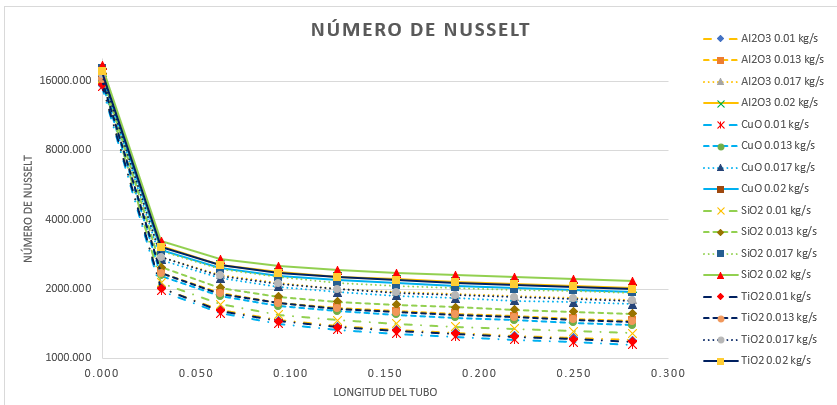 NÚMERO DE NUSSELT
16000.000
8000.000
4000.000
2000.000
1000.000
NÚMERO DE NUSSELT
0.000 0.050 0.100 0.150 0.200 0.250 0.300
LONGITUD DEL TUBO
Al2O3 0.01 kg/s
Al2O3 0.013 kg/s
Al2O3 0.017 kg/s
Al2O3 0.02 kg/s
CuO 0.01 kg/s
CuO 0.013 kg/s
CuO 0.017 kg/s
CuO 0.02 kg/s
SiO2 0.01 kg/s
SiO2 0.013 kg/s
SiO2 0.017 kg/s
SiO2 0.02 kg/s
TiO2 0.01 kg/s
TiO2 0.013 kg/s
TiO2 0.017 kg/s
TiO2 0.02 kg/s